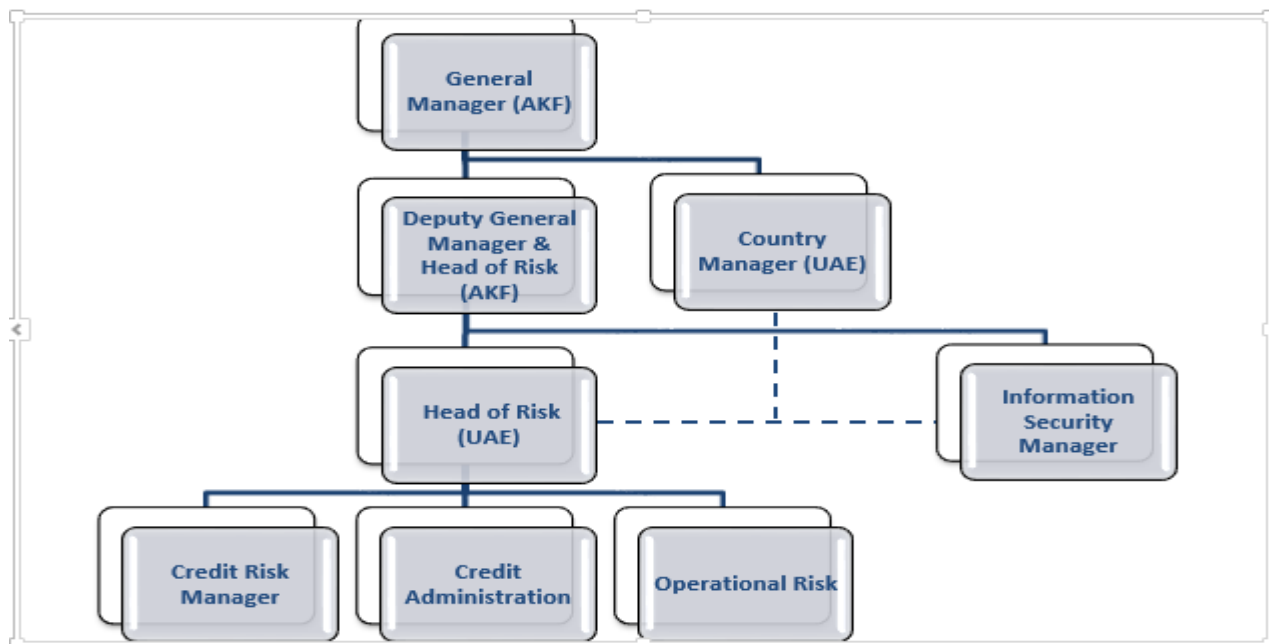 General
Manager (AKF)
Deputy General
Manager &
Head of Risk
(AKF)
Country
Manager (UAE)
Head of Risk
(UAE)
Information
Security
Manager
Credit Risk
Manager
Credit
Administration
Operational Risk